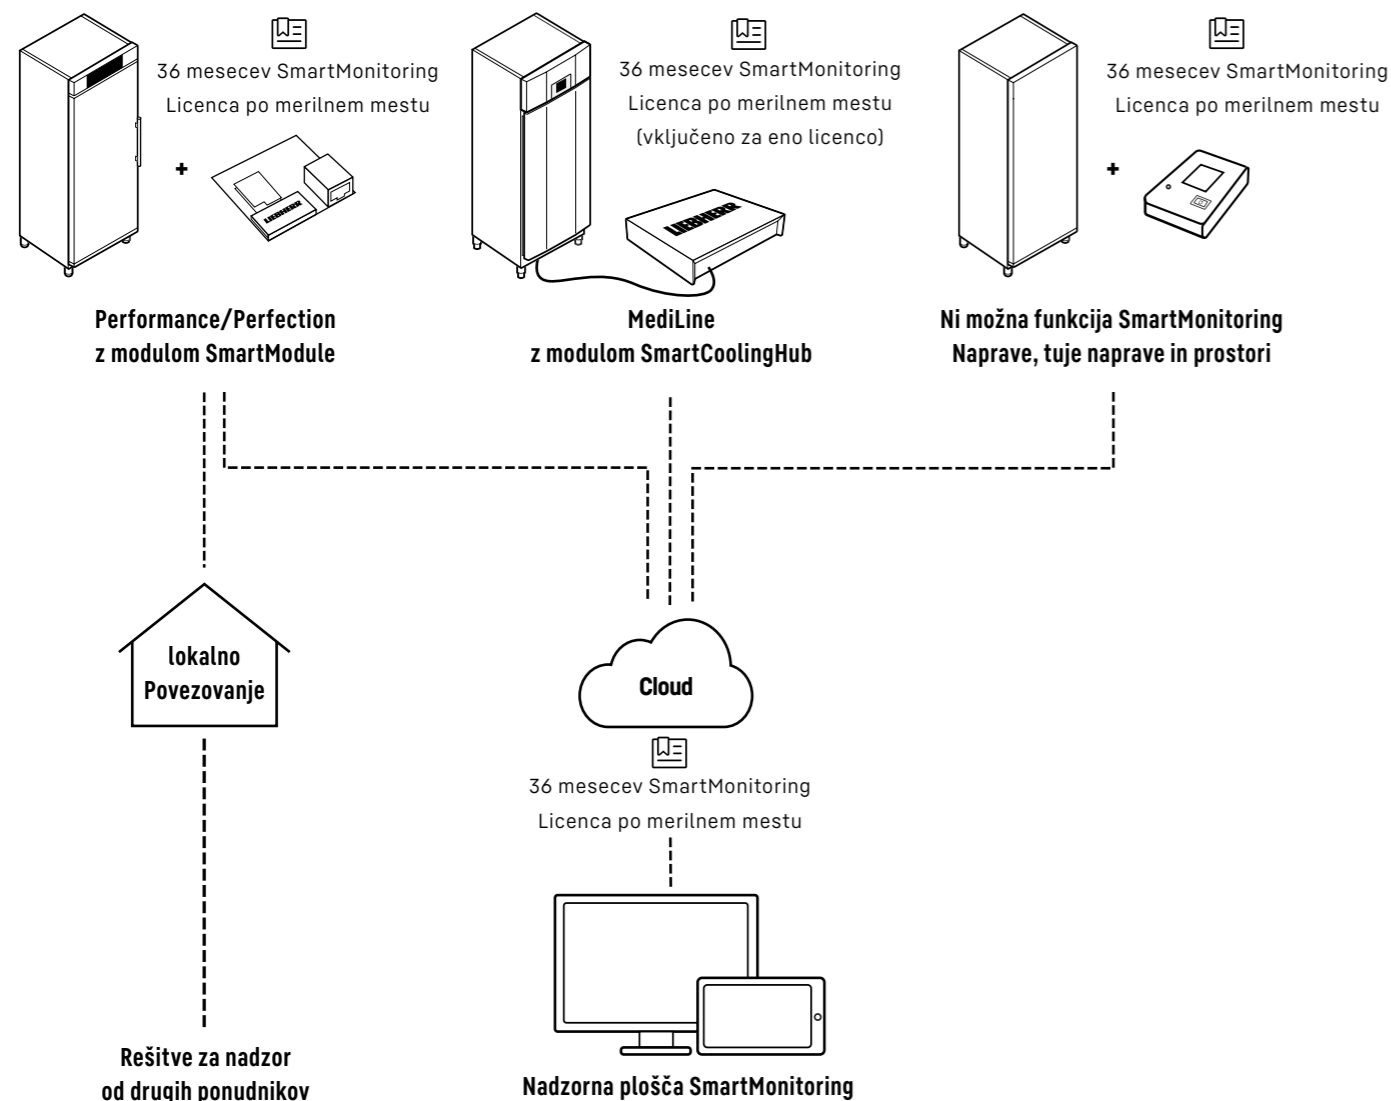 36 mesecev SmartMonitoring
Licenca po merilnem mestu
+
LIEBHERR
Performance/Perfection
z modulom SmartModule
36 mesecev SmartMonitoring
Licenca po merilnem mestu
(vključeno za eno licenco)
LIEBHERR
MediLine
z modulom SmartCoolingHub
36 mesecev SmartMonitoring
Licenca po merilnem mestu
+
Ni možna funkcija SmartMonitoring
Naprave, tuje naprave in prostori
lokalno
Povezovanje
Cloud
36 mesecev SmartMonitoring
Licenca po merilnem mestu
Rešitve za nadzor
od drugih ponudnikov
Nadzorna plošča SmartMonitoring